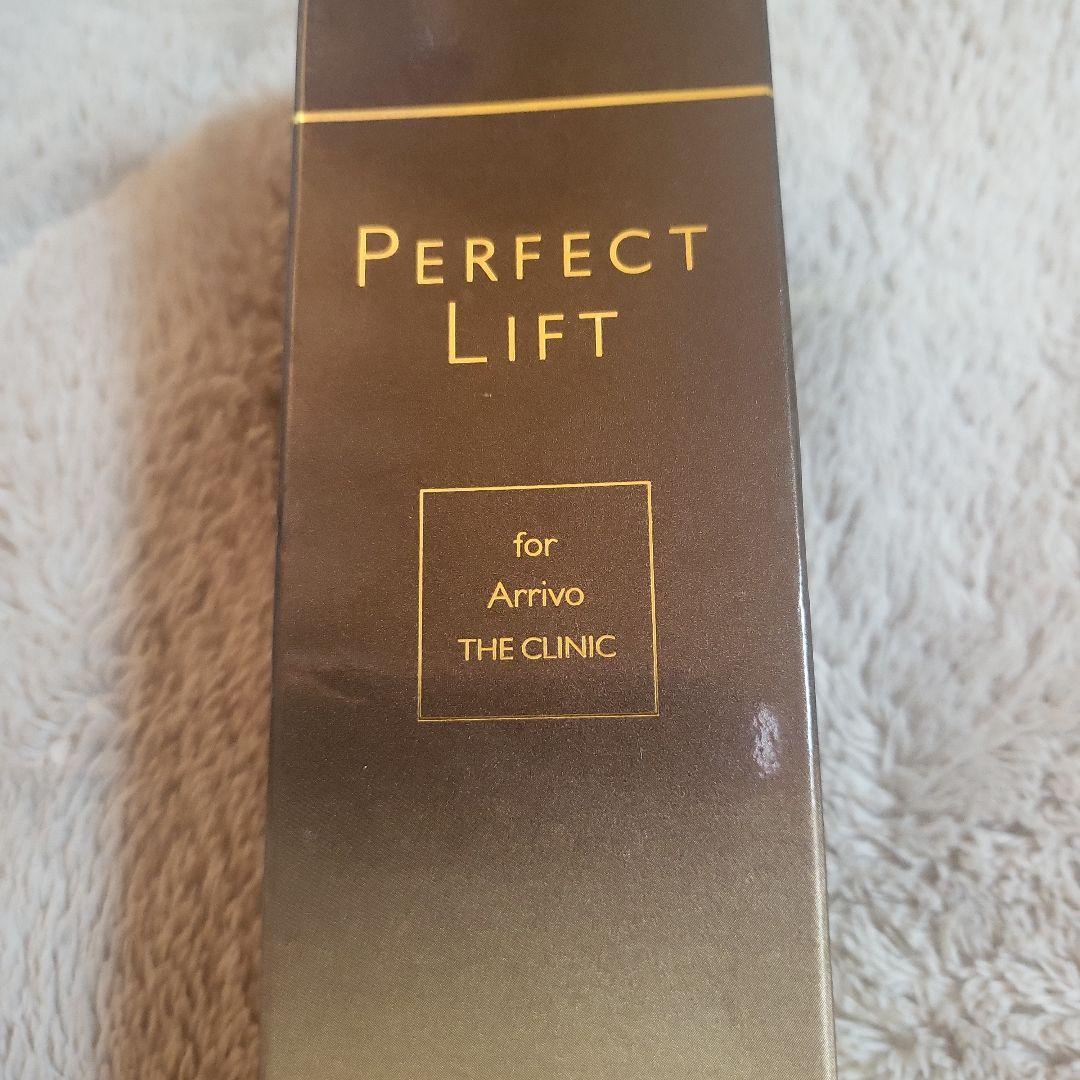 PERFECT
LIFT
for
Arrivo
THE CLINIC